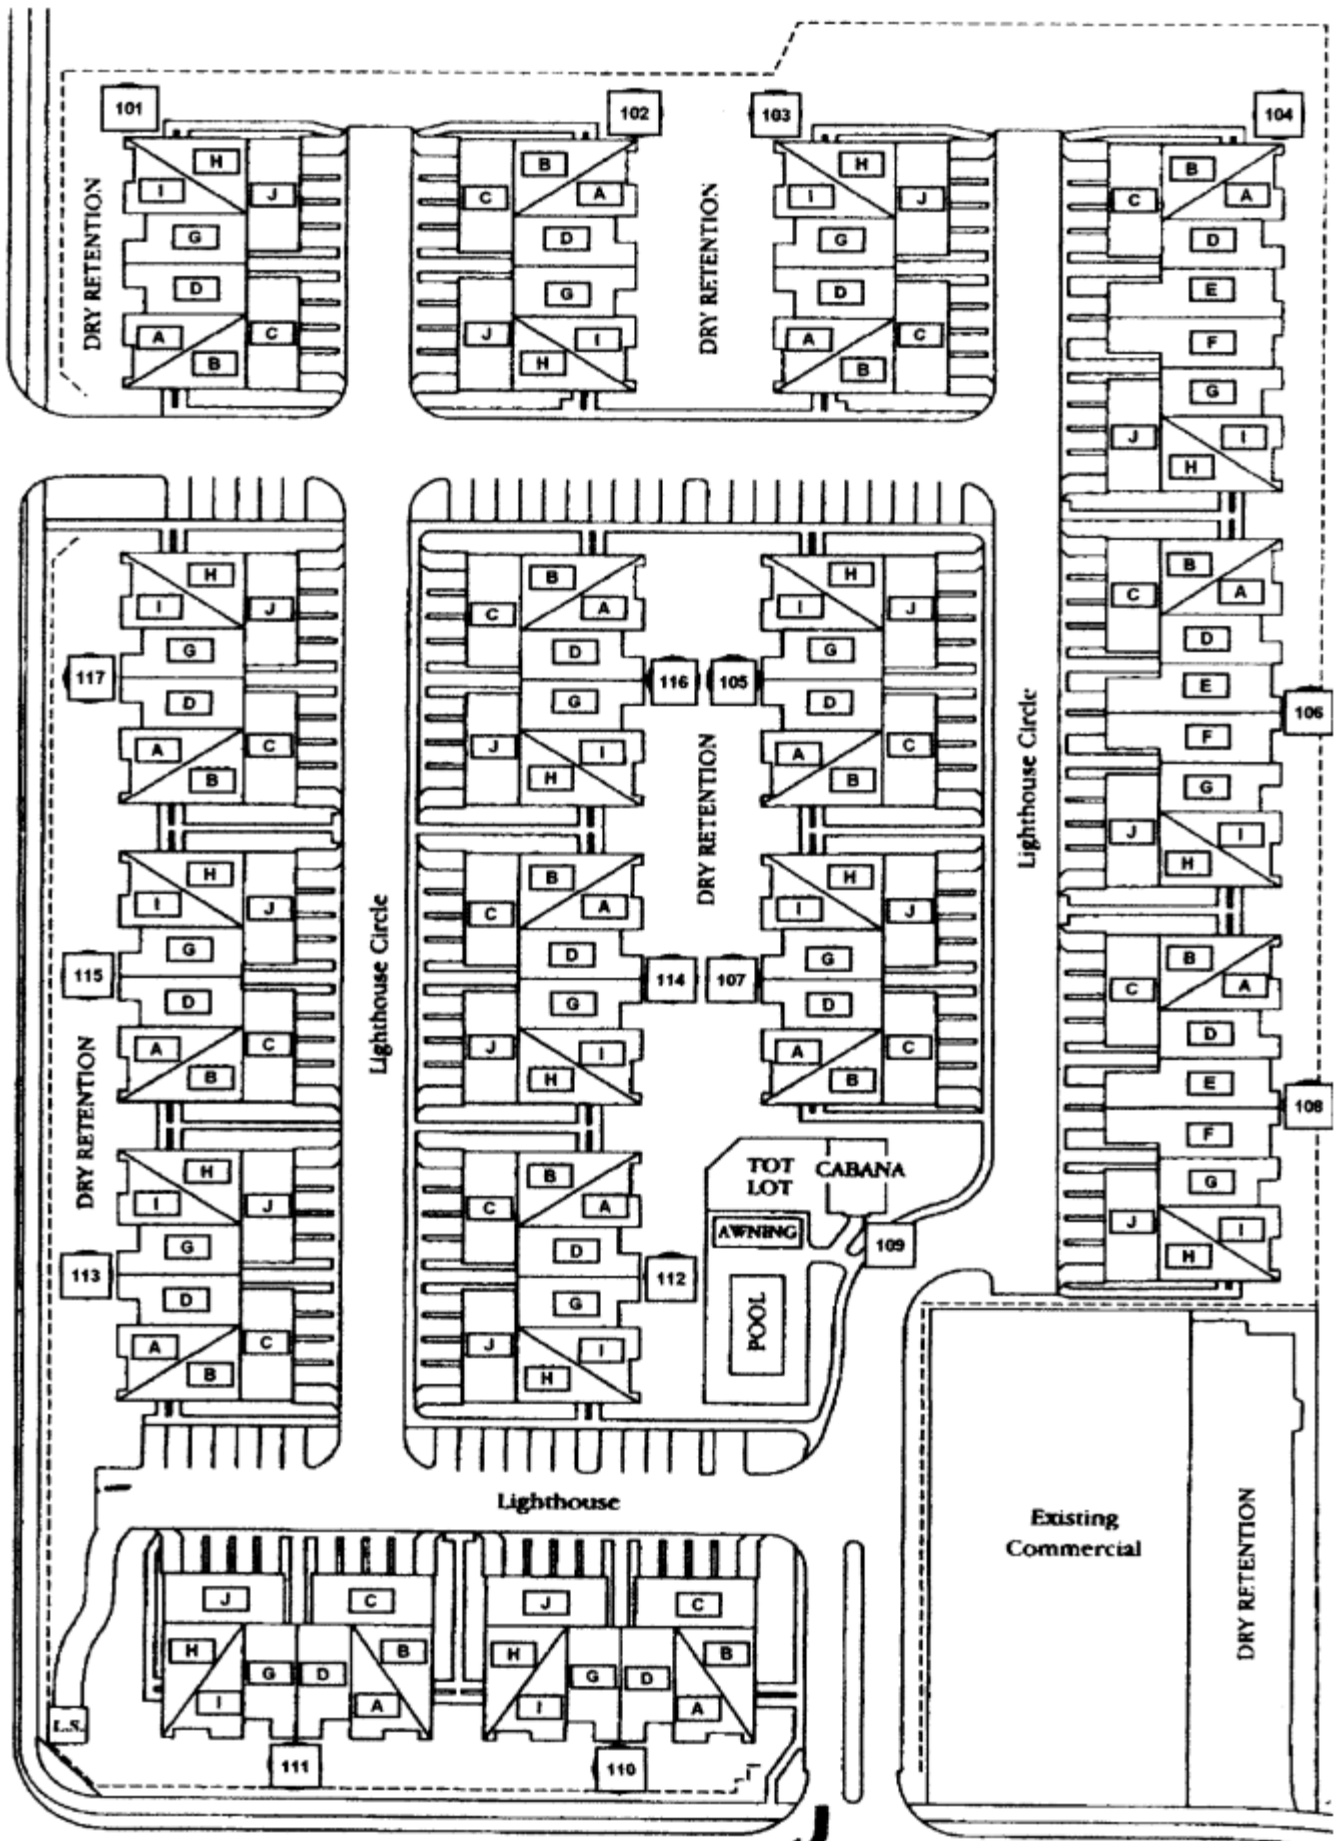 101
102
103
104
H
I
J
G
D
A
B
C
DRY RETENTION
B
C
A
D
G
J
I
H
DRY RETENTION
H
I
J
G
D
A
B
C
B
C
A
D
E
F
G
J
I
H
117
H
I
J
G
D
A
B
C
B
C
A
D
G
J
I
H
116
105
H
I
J
G
D
A
B
C
DRY RETENTION
Lighthouse Circle
B
C
A
D
E
F
G
J
I
H
106
115
H
I
J
G
D
A
B
C
DRY RETENTION
Lighthouse Circle
B
C
A
D
G
J
I
H
114
107
H
I
J
G
D
A
B
C
B
C
A
D
E
F
G
J
I
H
108
113
H
I
J
G
D
A
B
C
B
C
A
D
G
J
I
H
112
TOT
LOT
CABANA
AWNING
109
POOL
Lighthouse
Existing
Commercial
DRY RETENTION
J
C
H
G
D
B
I
A
J
C
H
G
D
B
I
A
L.S.
111
110